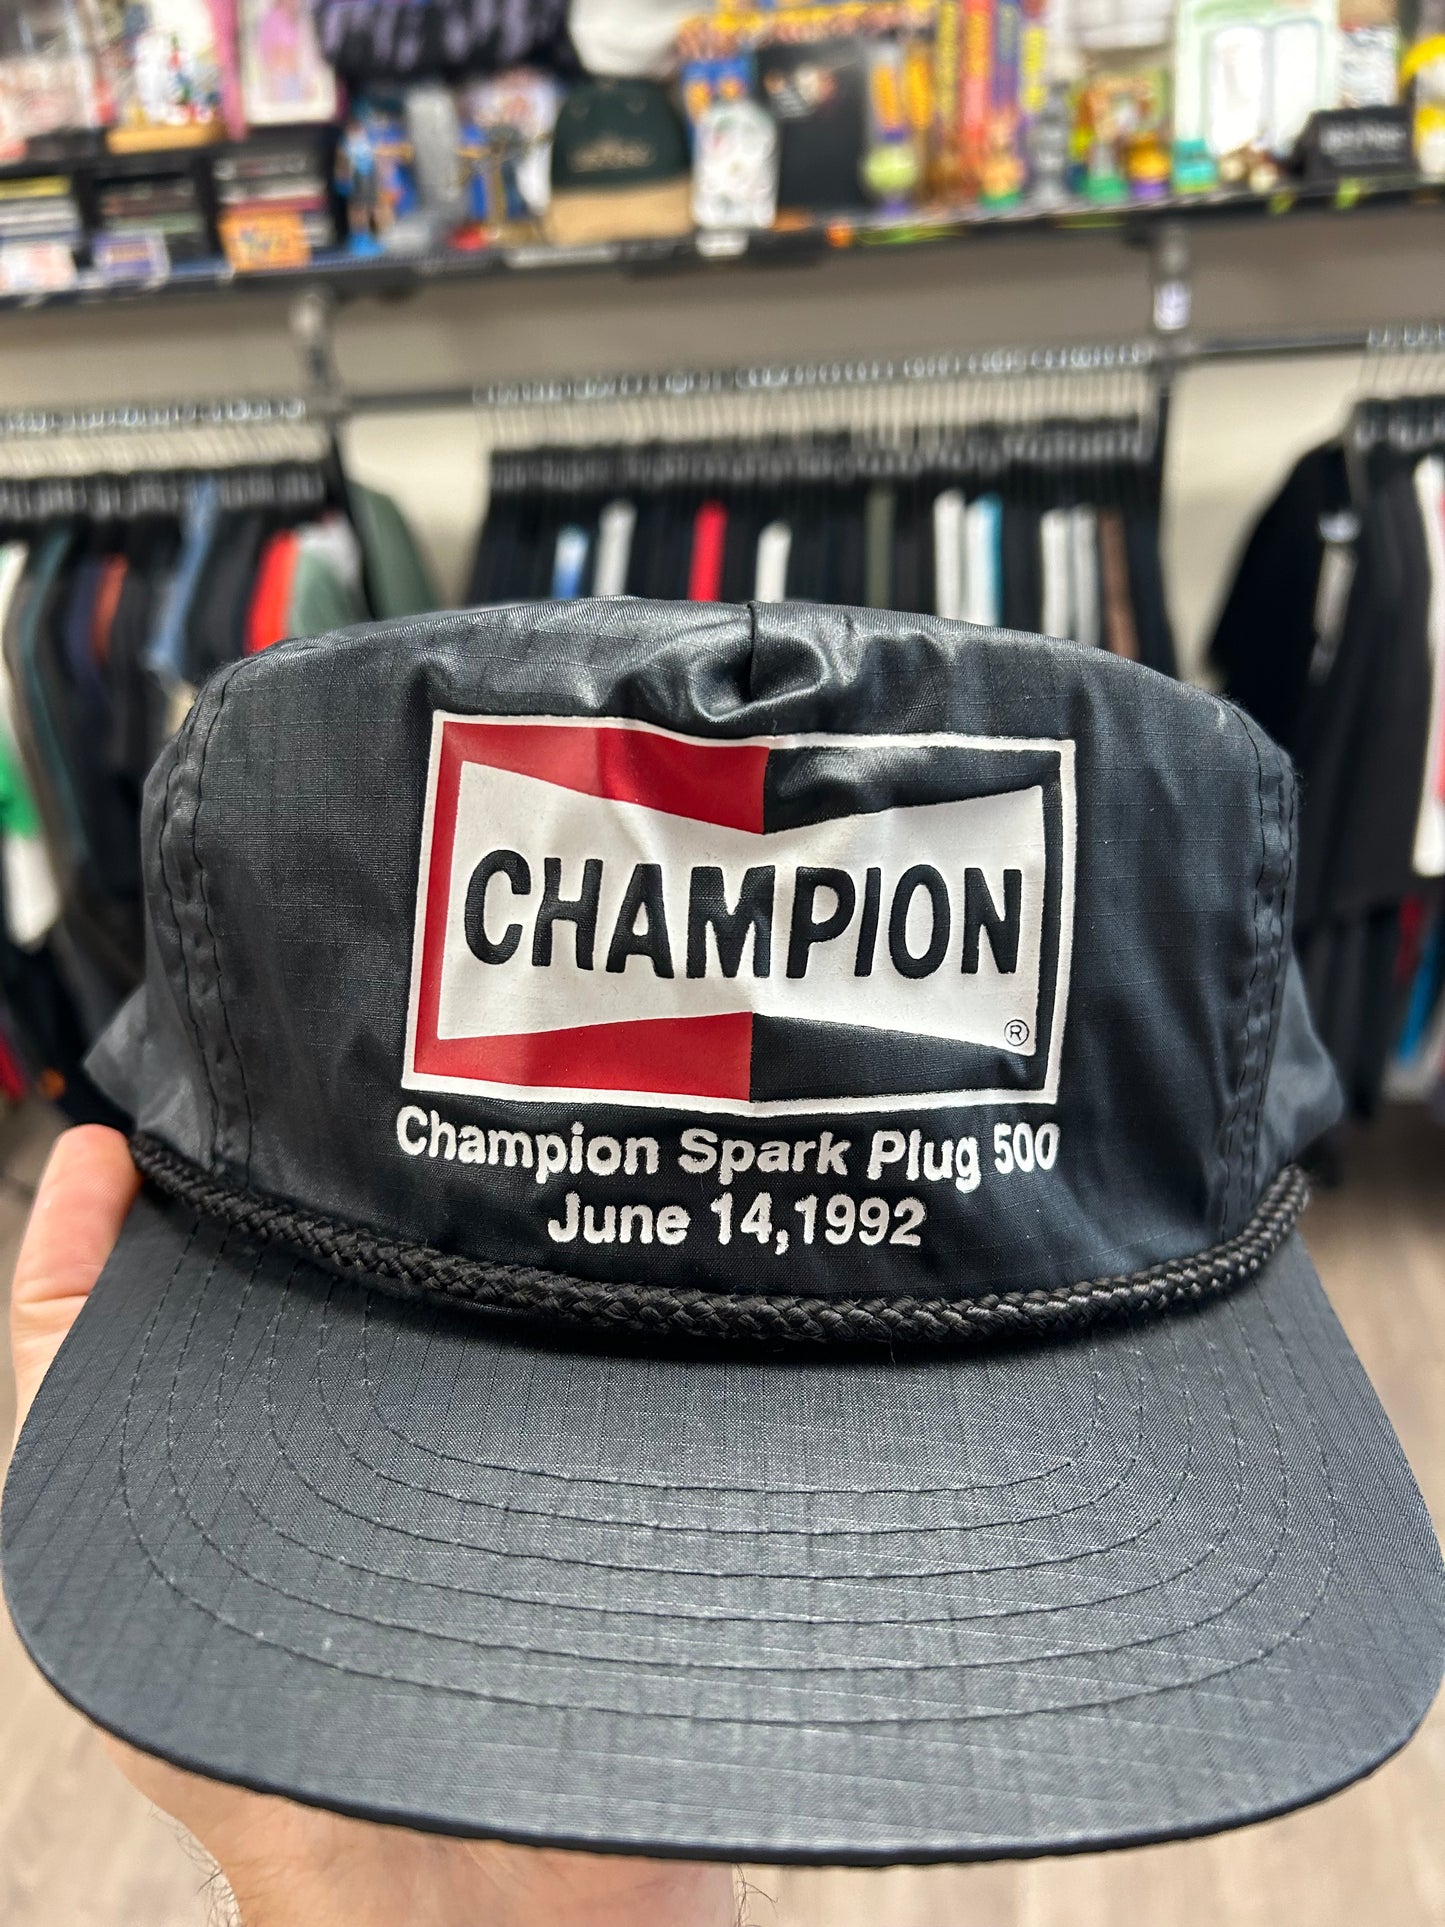 CHAMPION
®
Champion Spark Plug 500
June 14,1992